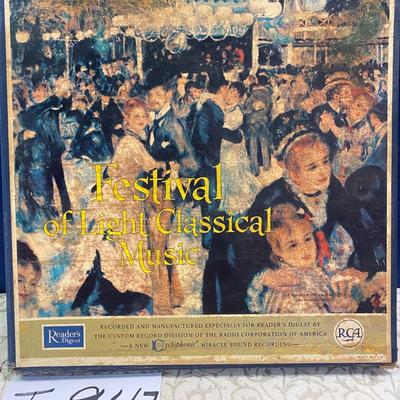 Festival
of Light Classical
Music
Reader's
Digest
RECORDED AND MANUFACTURED ESPECIALLY FOR READER'S DIGEST BY
THE CUSTOM RECORD DIVISION OF THE RADIO CORPORATION OF AMERICA
—A NEW Cyclophonic MIRACLE SOUND RECORDING—
RCA